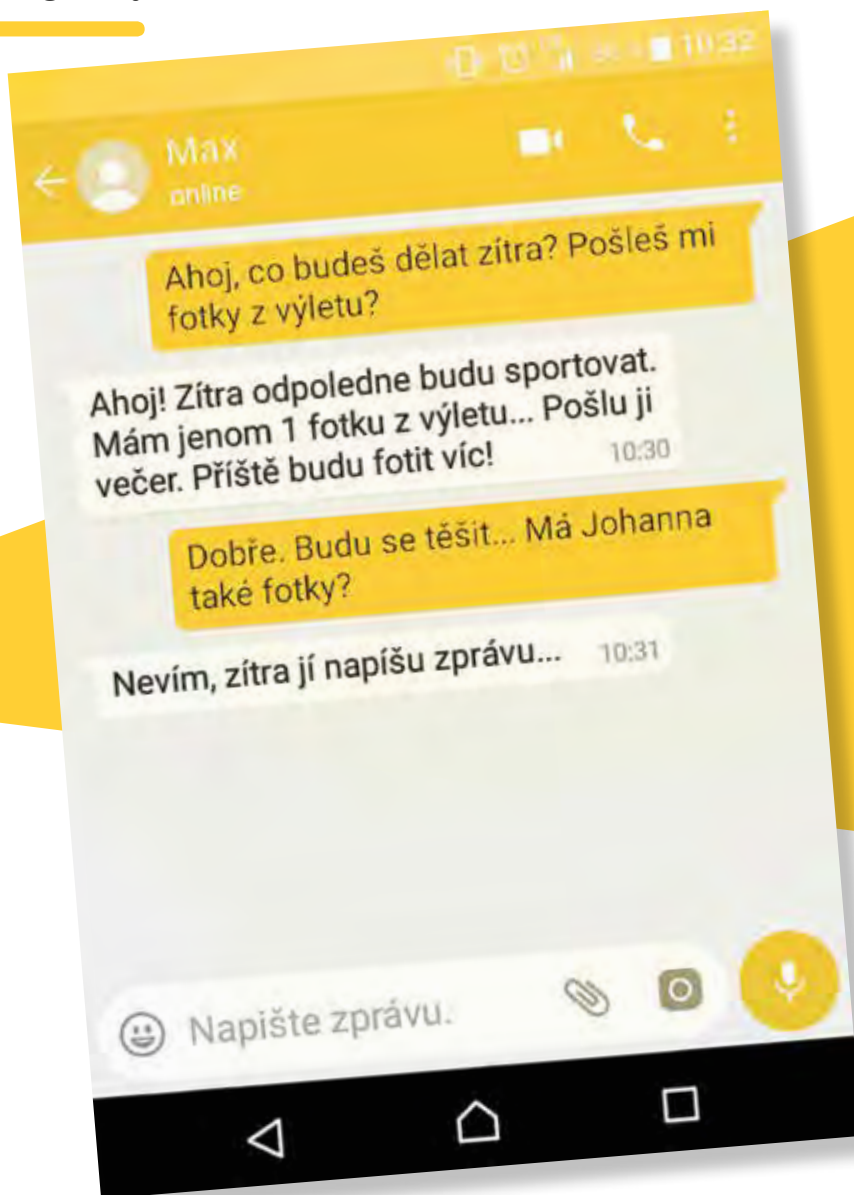 10:32
Max
online
Ahoj, co budeš dělat zítra? Pošleš mi
fotky z výletu?
Ahoj! Zítra odpoledne budu sportovat.
Mám jenom 1 fotku z výletu... Pošlu ji
večer. Příště budu fotit víc!
10:30
Dobře. Budu se těšit... Má Johanna
také fotky?
Nevím, zítra jí napíšu zprávu...
10:31
Napište zprávu.